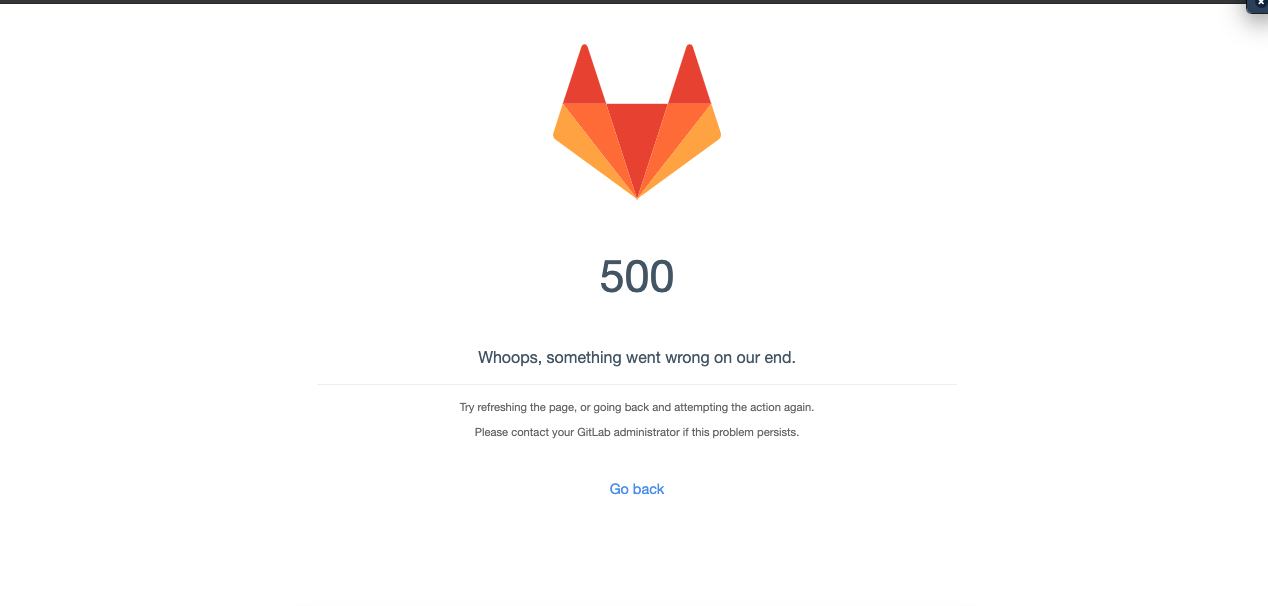 500
Whoops, something went wrong on our end.
Try refreshing the page, or going back and attempting the action again.
Please contact your GitLab administrator if this problem persists.
Go back